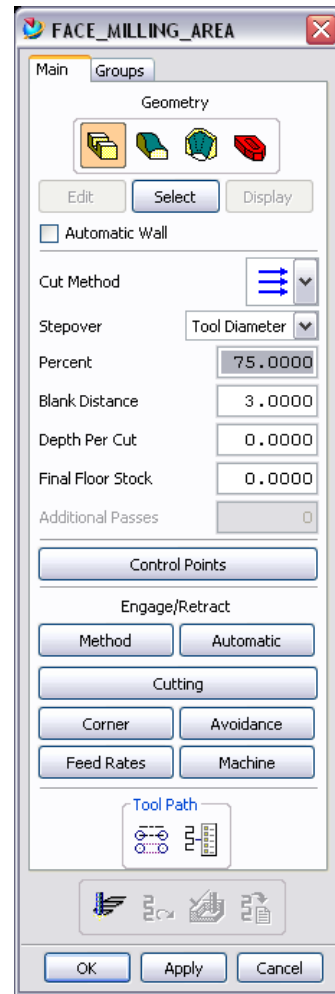 FACE_MILLING_AREA
Main Groups
Geometry
Edit Select Display
Automatic Wall
Cut Method
Stepover Tool Diameter
Percent 75.0000
Blank Distance 3.0000
Depth Per Cut 0.0000
Final Floor Stock 0.0000
Additional Passes 0
Control Points
Engage/Retract
Method Automatic
Cutting
Corner Avoidance
Feed Rates Machine
Tool Path
OK Apply Cancel